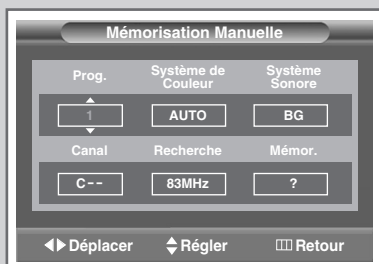 Mémorisation Manuelle
Prog. Système de Couleur Système Sonore
1 AUTO BG
Canal Recherche Mémor.
C-- 83MHz ?
Déplacer Régler Retour